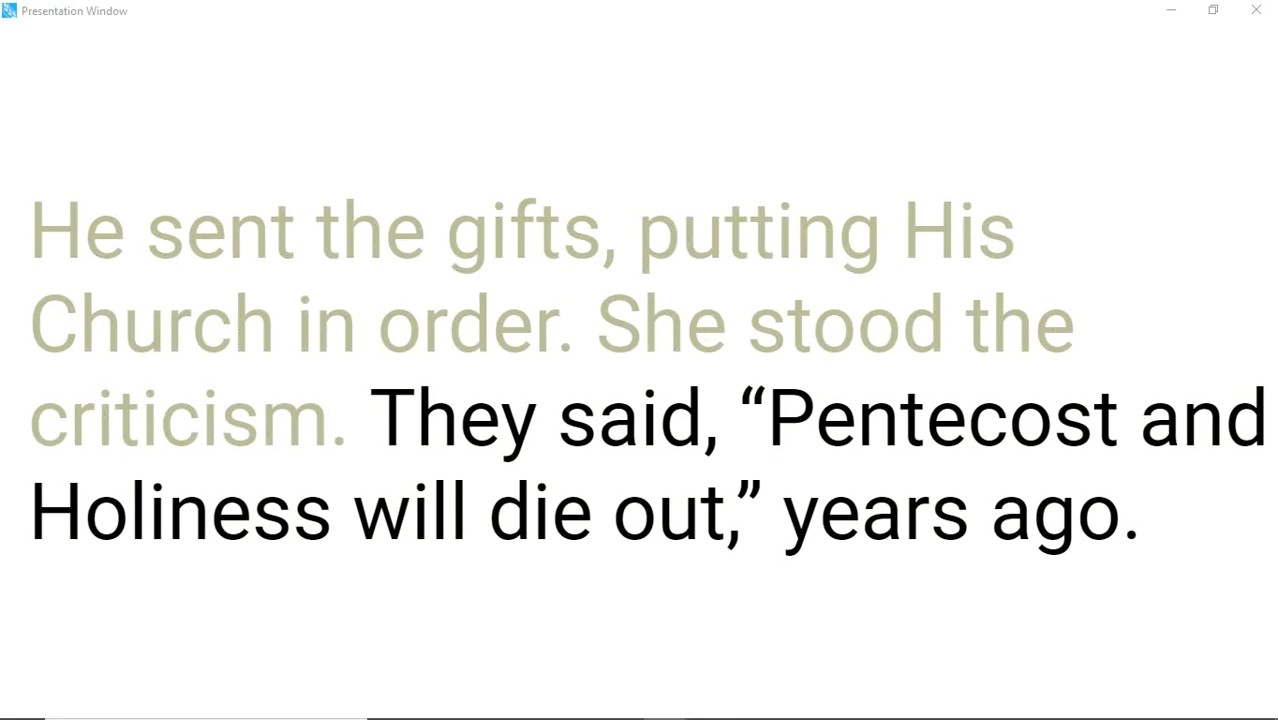 Presentation Window
He sent the gifts, putting His
Church in order. She stood the
criticism. They said, “Pentecost and
Holiness will die out,” years ago.